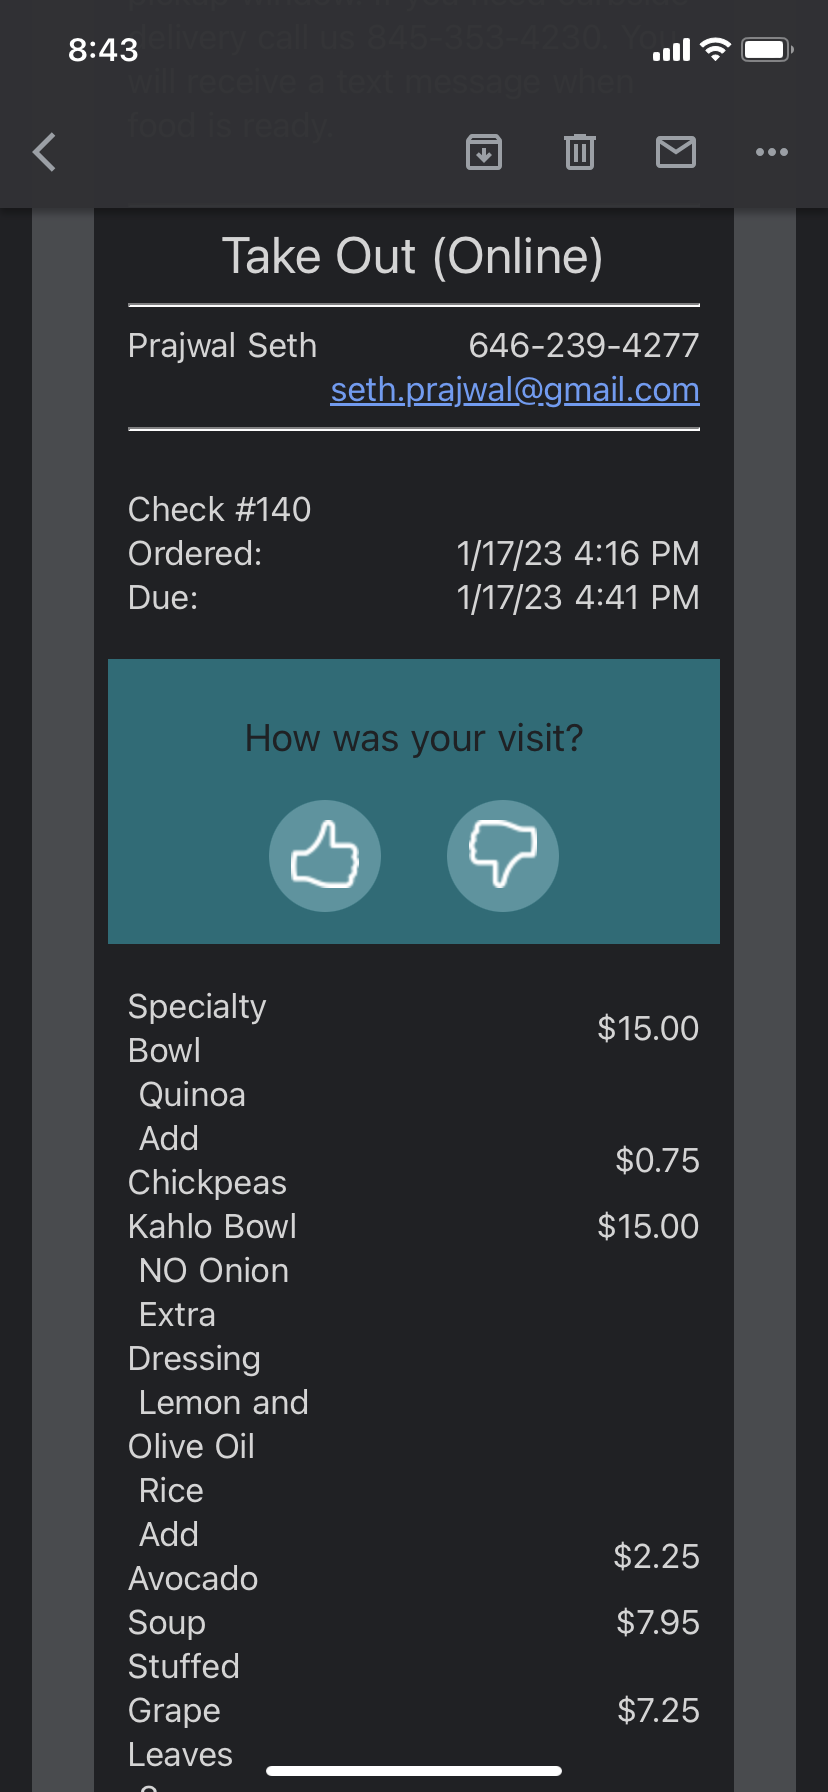 8:43
delivery call us 845-353-4230. You
will receive a text message when
food is ready.
Take Out (Online)
Prajwal Seth 646-239-4277
seth.prajwal@gmail.com
Check #140
Ordered: 1/17/23 4:16 PM
Due: 1/17/23 4:41 PM
How was your visit?
Specialty
Bowl $15.00
Quinoa
Add
Chickpeas $0.75
Kahlo Bowl $15.00
NO Onion
Extra
Dressing
Lemon and
Olive Oil
Rice
Add
Avocado $2.25
Soup $7.95
Stuffed
Grape $7.25
Leaves